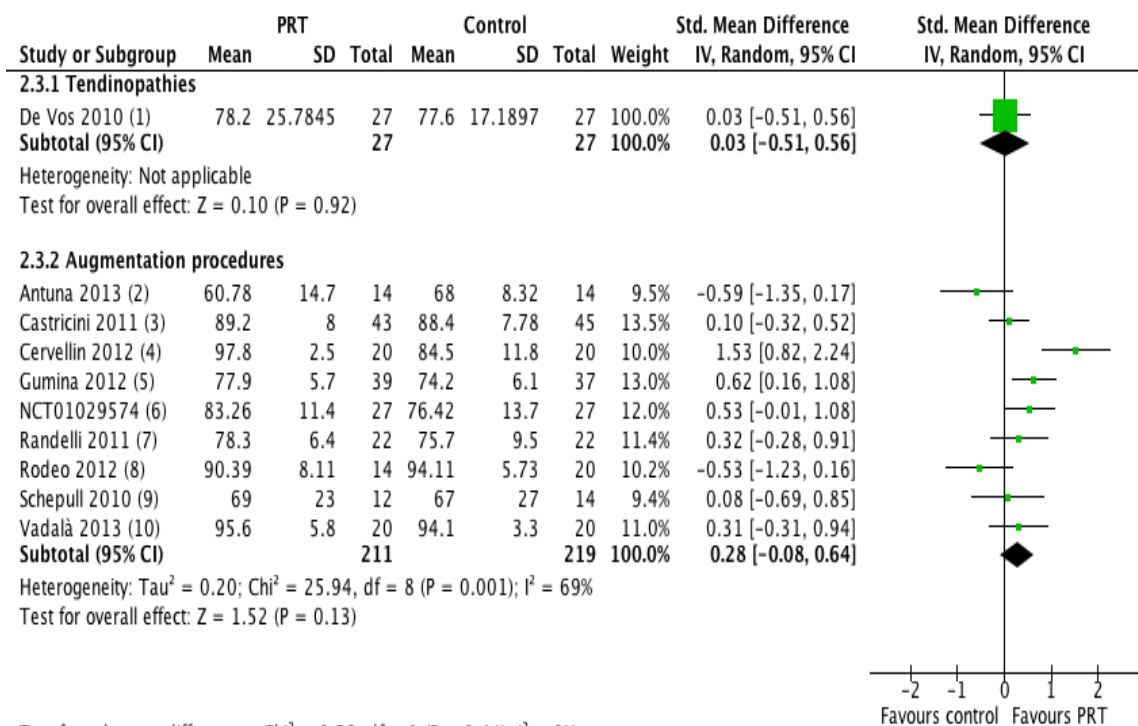 PRT Control Std. Mean Difference Std. Mean Difference
Study or Subgroup Mean SD Total Mean SD Total Weight IV, Random, 95% CI IV, Random, 95% CI
2.3.1 Tendinopathies
De Vos 2010 (1) 78.2 25.7845 27 77.6 17.1897 27 100.0% 0.03 [-0.51, 0.56]
Subtotal (95% CI) 27 27 100.0% 0.03 [-0.51, 0.56]
Heterogeneity: Not applicable
Test for overall effect: Z = 0.10 (P = 0.92)
2.3.2 Augmentation procedures
Antuna 2013 (2) 60.78 14.7 14 68 8.32 14 9.5% -0.59 [-1.35, 0.17]
Castricini 2011 (3) 89.2 8 43 88.4 7.78 45 13.5% 0.10 [-0.32, 0.52]
Cervellin 2012 (4) 97.8 2.5 20 84.5 11.8 20 10.0% 1.53 [0.82, 2.24]
Gumina 2012 (5) 77.9 5.7 39 74.2 6.1 37 13.0% 0.62 [0.16, 1.08]
NCT01029574 (6) 83.26 11.4 27 76.42 13.7 27 12.0% 0.53 [-0.01, 1.08]
Randelli 2011 (7) 78.3 6.4 22 75.7 9.5 22 11.4% 0.32 [-0.28, 0.91]
Rodeo 2012 (8) 90.39 8.11 14 94.11 5.73 20 10.2% -0.53 [-1.23, 0.16]
Schepull 2010 (9) 69 23 12 67 27 14 9.4% 0.08 [-0.69, 0.85]
Vadalà 2013 (10) 95.6 5.8 20 94.1 3.3 20 11.0% 0.31 [-0.31, 0.94]
Subtotal (95% CI) 211 219 100.0% 0.28 [-0.08, 0.64]
Heterogeneity: Tau² = 0.20; Chi² = 25.94, df = 8 (P = 0.001); I² = 69%
Test for overall effect: Z = 1.52 (P = 0.13)
-2 -1 0 1 2
Favours control Favours PRT